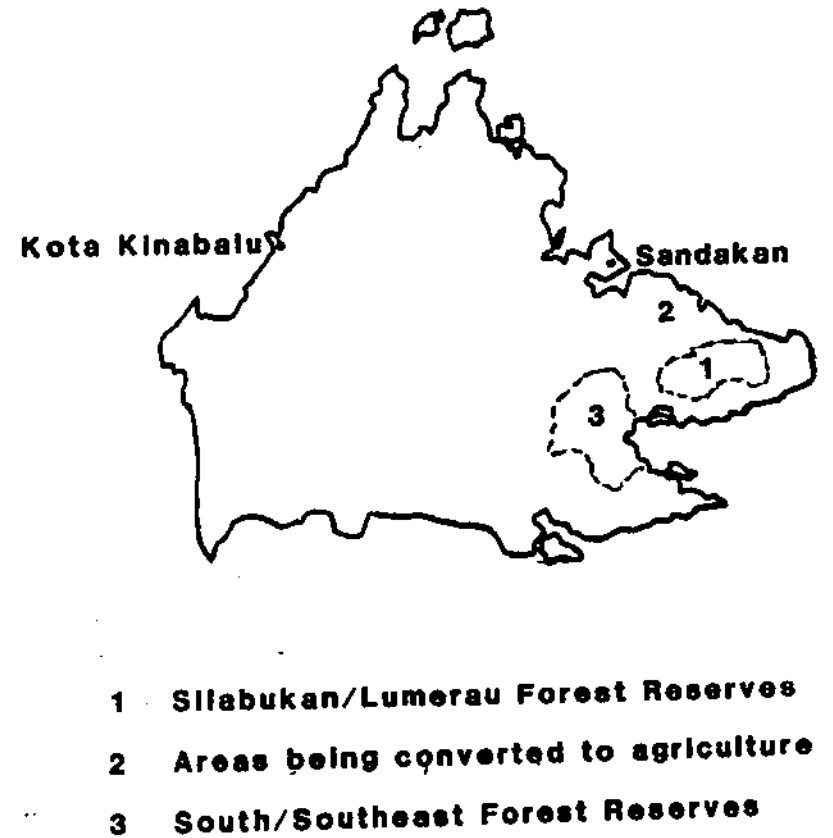 Kota Kinabalu
Sandakan
2
1
3
1 Silabukan/Lumerau Forest Reserves
2 Areas being converted to agriculture
3 South/Southeast Forest Reserves